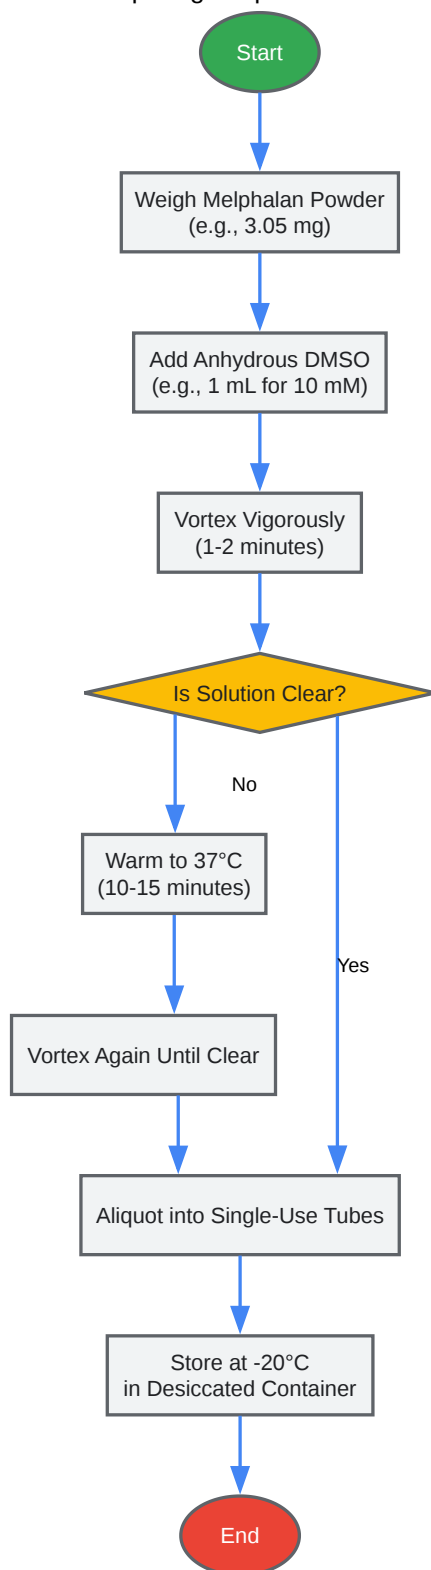 Start
Weigh Melphalan Powder
(e.g., 3.05 mg)
Add Anhydrous DMSO
(e.g., 1 mL for 10 mM)
Vortex Vigorously
(1-2 minutes)
Is Solution Clear?
No
Warm to 37°C
(10-15 minutes)
Yes
Vortex Again Until Clear
Aliquot into Single-Use Tubes
Store at -20°C
in Desiccated Container
End